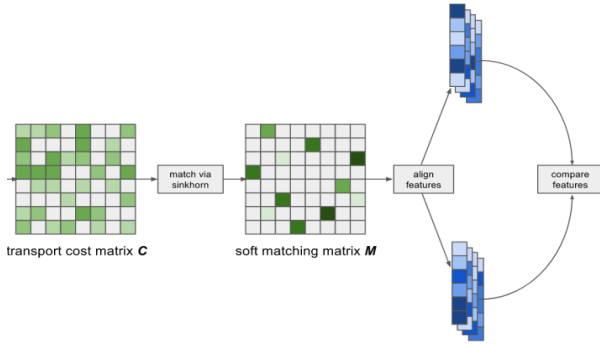 match via
sinkhorn
align
features
compare
features
transport cost matrix C
soft matching matrix M